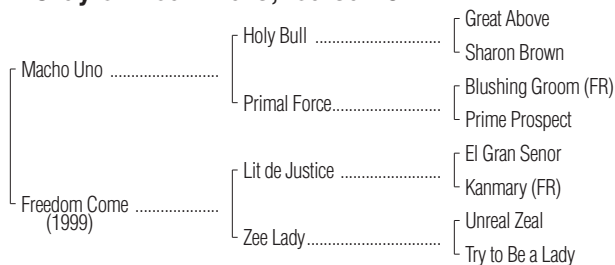 Great Above
Holy Bull
Sharon Brown
Macho Uno
Blushing Groom (FR)
Primal Force
Prime Prospect
El Gran Senor
Lit de Justice
Kanmary (FR)
Freedom Come
(1999)
Unreal Zeal
Zee Lady
Try to Be a Lady